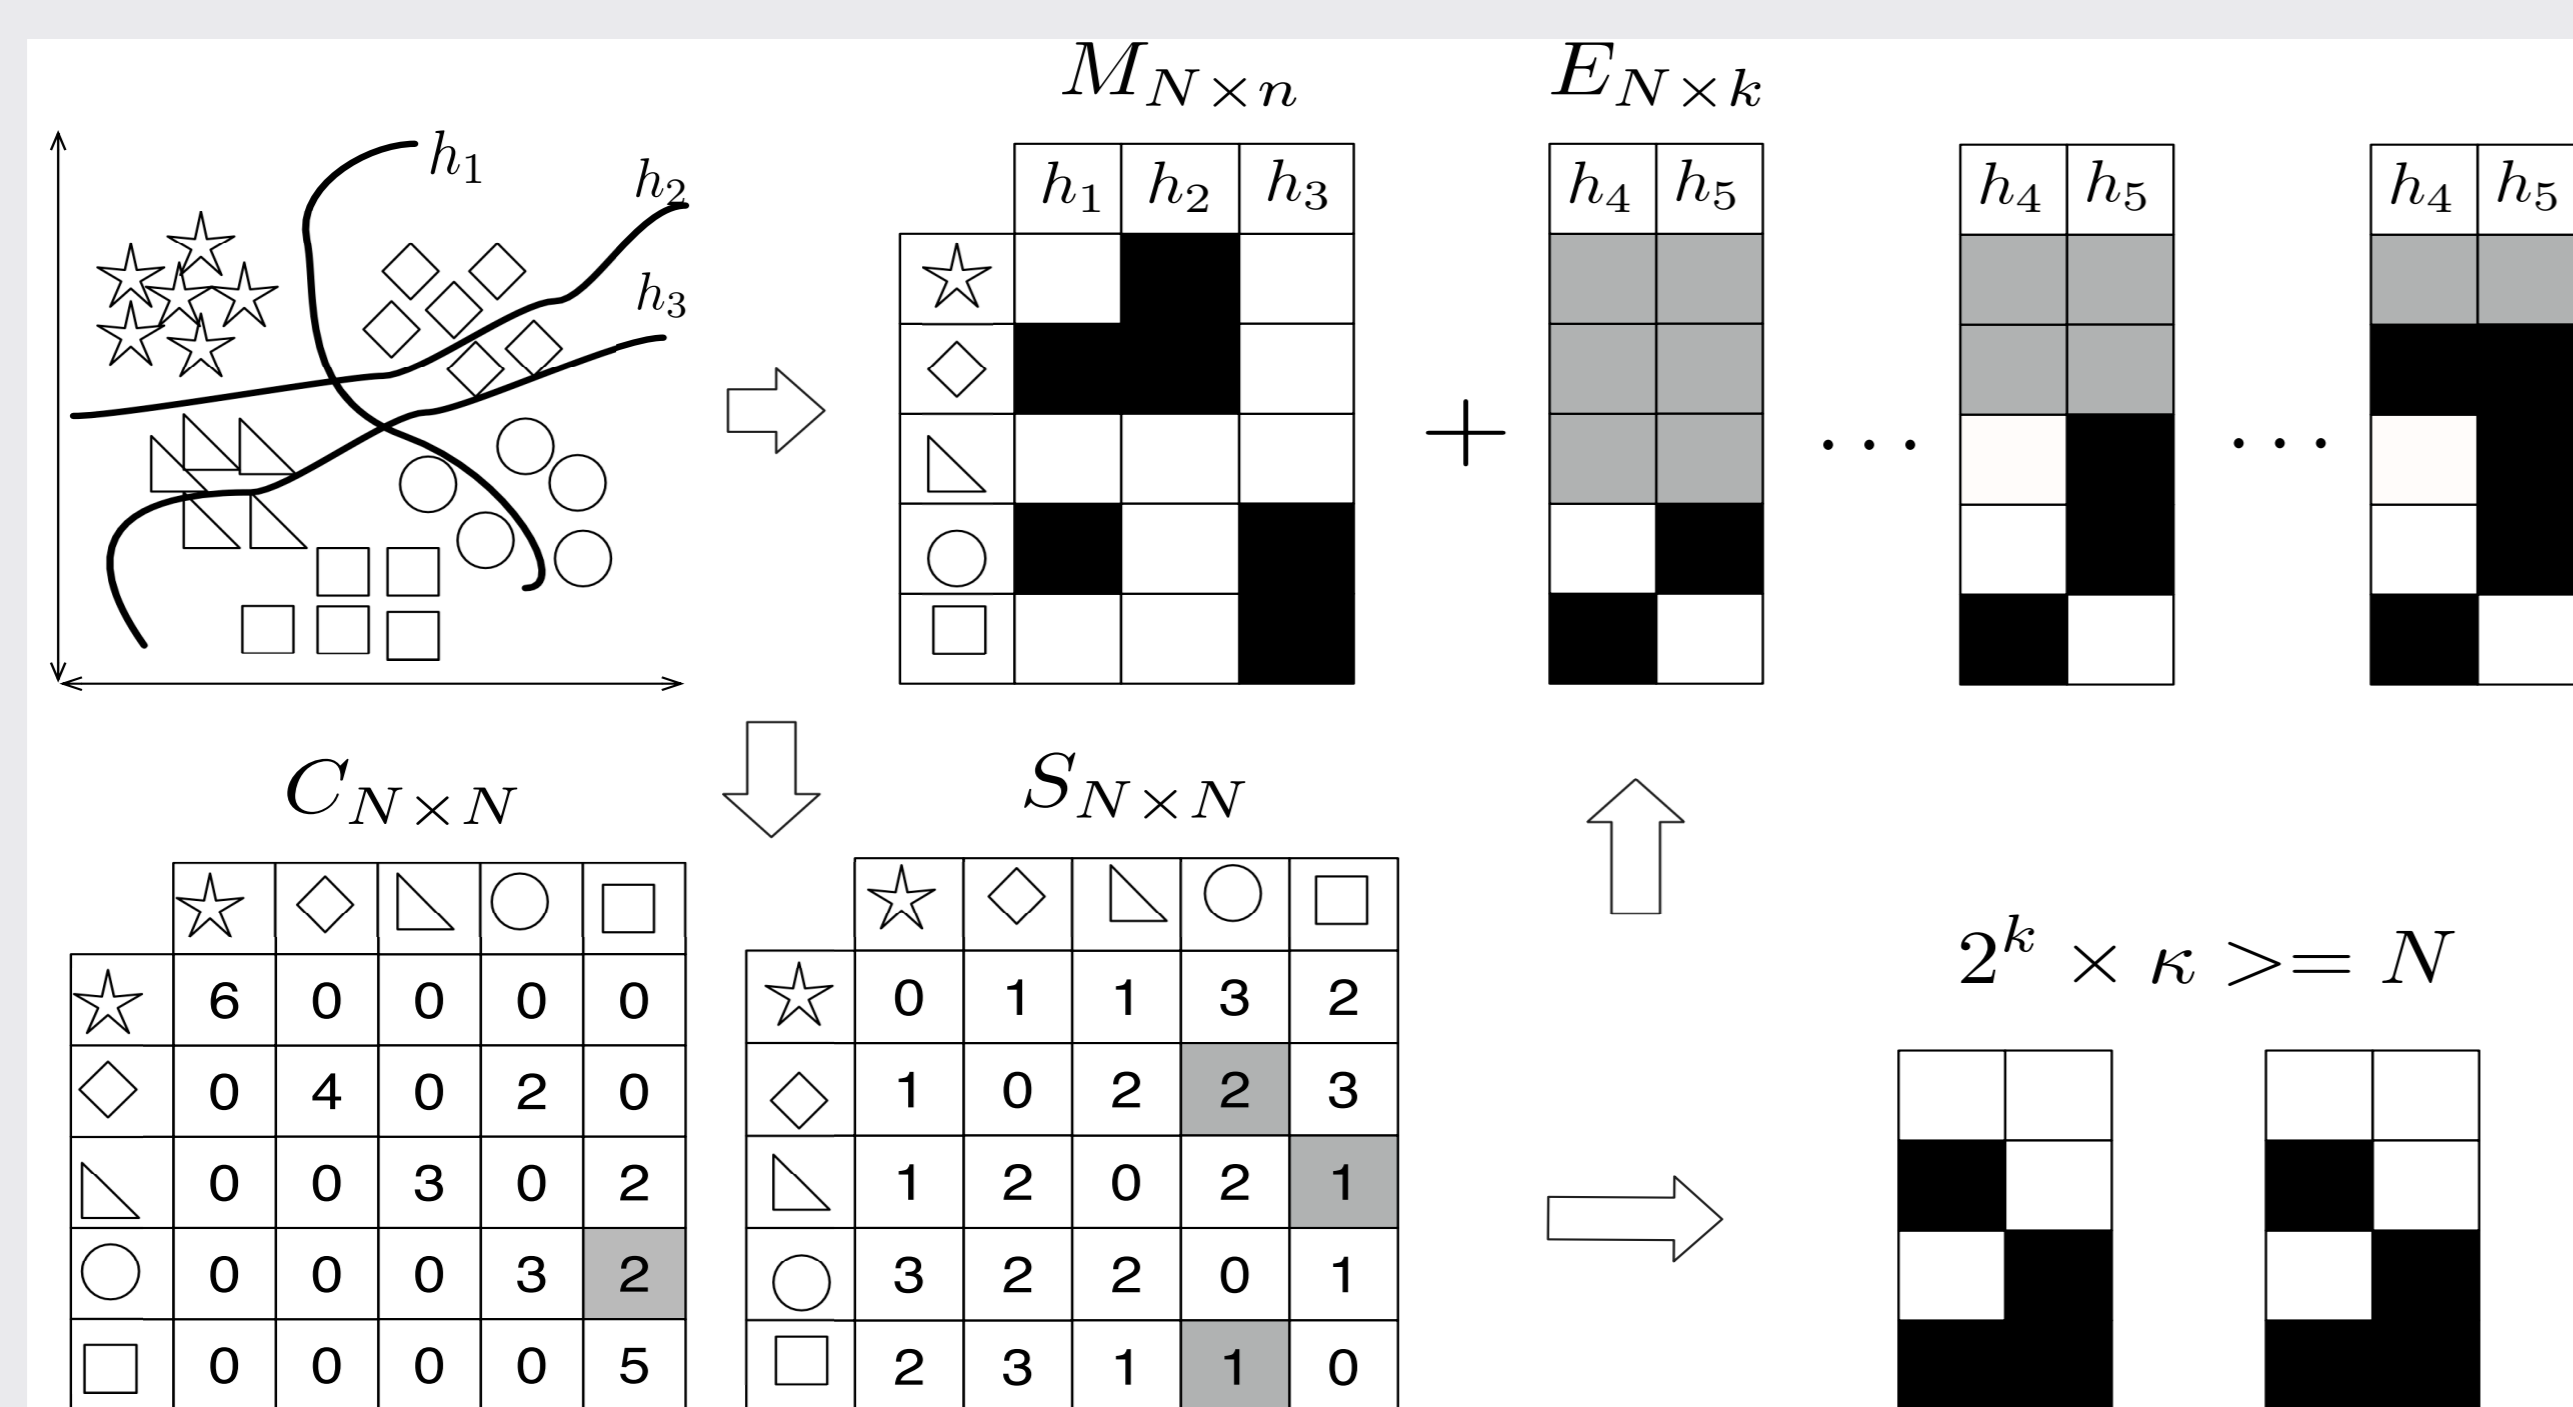 M_{N×n} E_{N×k}
h₁
h₂
h₃
h₁ h₂ h₃
h₄ h₅
h₄ h₅
h₄ h₅
+ ... ...
C_{N×N} S_{N×N}
2^k × κ >= N
6 0 0 0 0
0 4 0 2 0
0 0 3 0 2
0 0 0 3 2
0 0 0 0 5
0 1 1 3 2
1 0 2 2 3
1 2 0 2 1
3 2 2 0 1
2 3 1 1 0